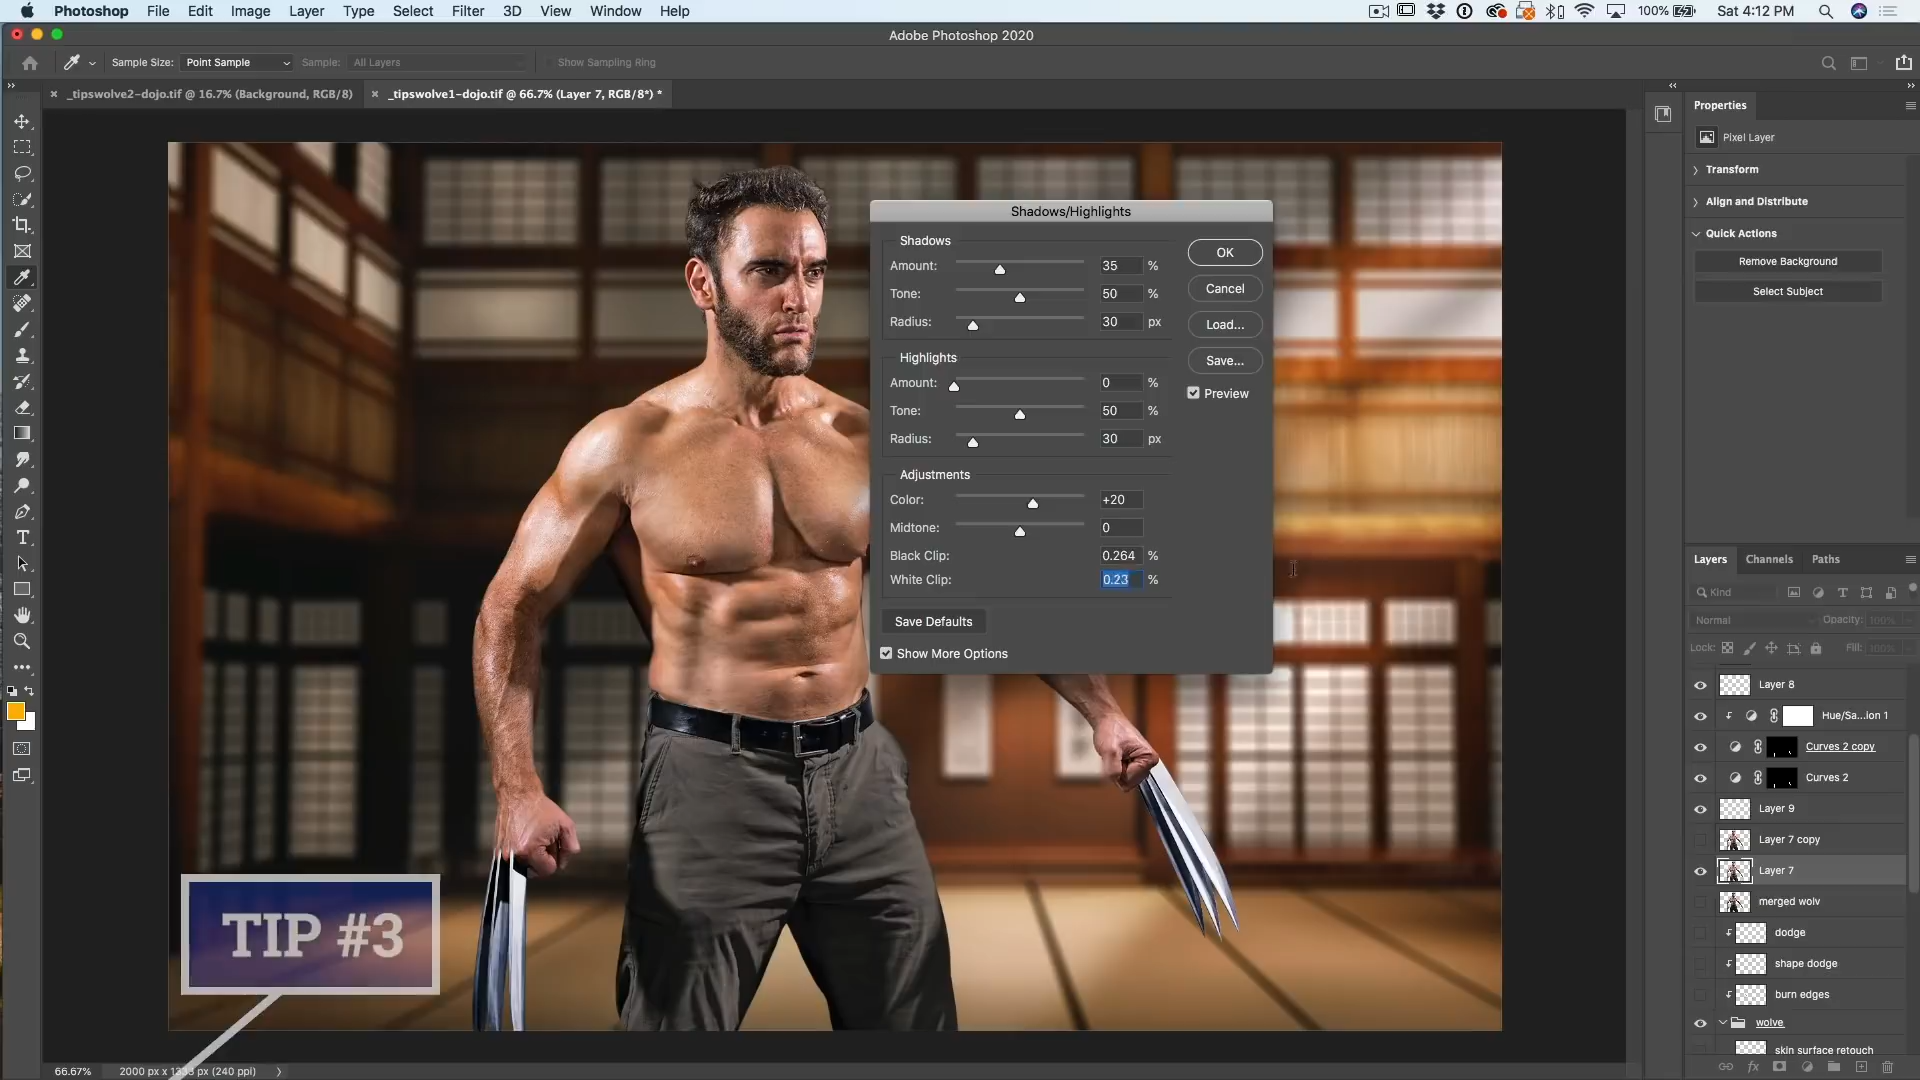 Photoshop File Edit Image Layer Type Select Filter 3D View Window Help 100% Sat 4:12 PM
Adobe Photoshop 2020
Sample Size: Point Sample Sample: All Layers Show Sampling Ring
_tipswolve2-dojo.tif @ 16.7% (Background, RGB/8) _tipswolve1-dojo.tif @ 66.7% (Layer 7, RGB/8*) *
Shadows/Highlights
Shadows
Amount: 35 %
Tone: 50 %
Radius: 30 px
Highlights
Amount: 0 %
Tone: 50 %
Radius: 30 px
Adjustments
Color: +20
Midtone: 0
Black Clip: 0.264 %
White Clip: 0.23 %
Save Defaults
Show More Options
OK
Cancel
Load...
Save...
Preview
Properties
Pixel Layer
Transform
Align and Distribute
Quick Actions
Remove Background
Select Subject
Layers Channels Paths
Kind
Normal Opacity: 100%
Lock: Fill: 100%
Layer 8
Hue/Sa...ion 1
Curves 2 copy
Curves 2
Layer 9
Layer 7 copy
Layer 7
merged wolv
dodge
shape dodge
burn edges
wolve
skin surface retouch
TIP #3
66.67% 2000 px x 1333 px (240 ppi)